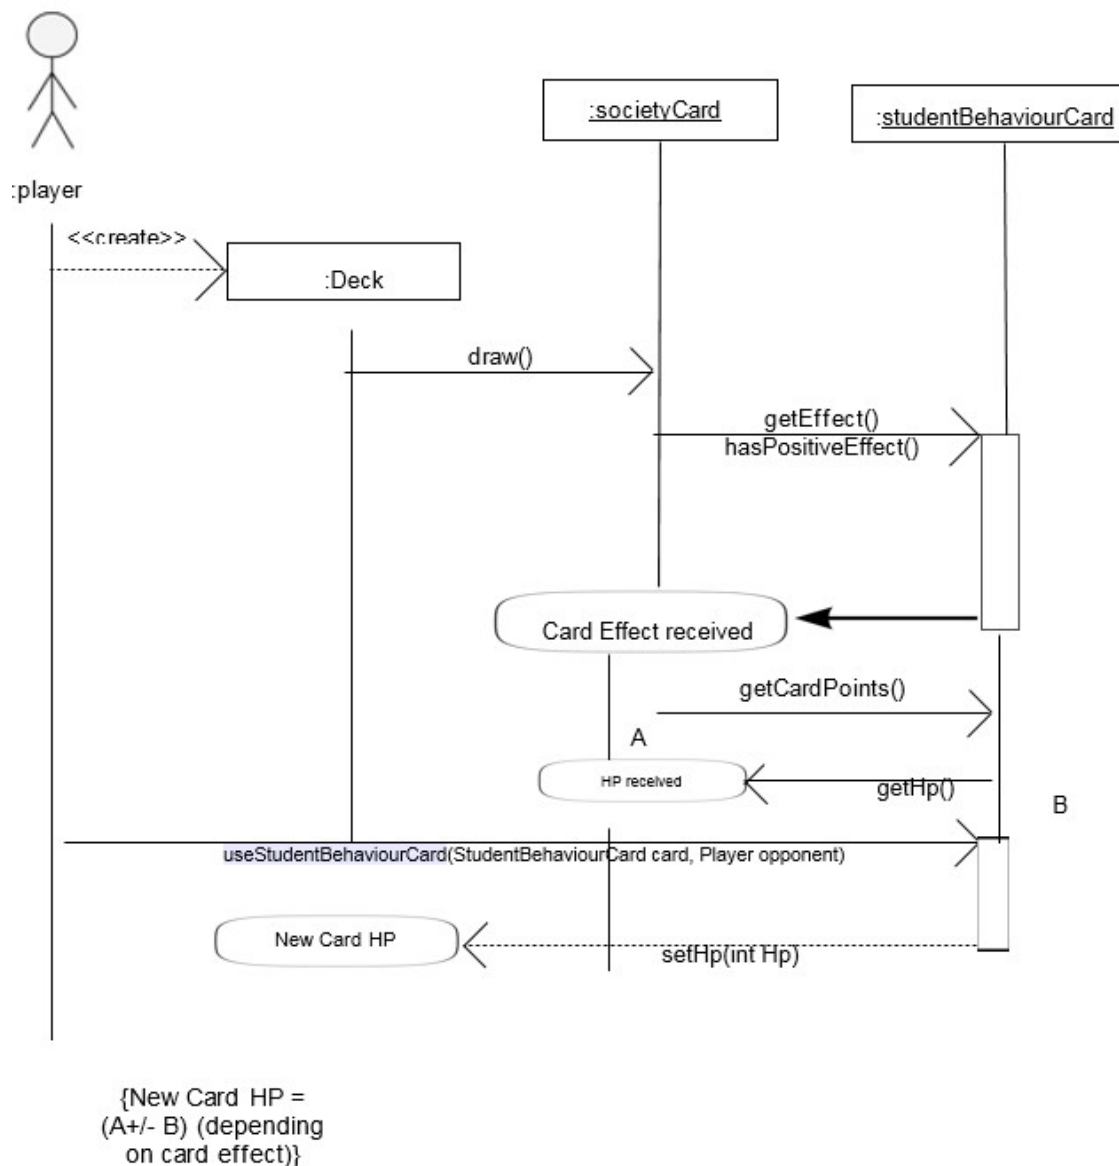 :societyCard
:studentBehaviourCard
:player
<<create>>
:Deck
draw()
getEffect()
hasPositiveEffect()
Card Effect received
getCardPoints()
A
HP received
getHp()
B
useStudentBehaviourCard(StudentBehaviourCard card, Player opponent)
New Card HP
setHp(int Hp)
{New Card HP =
(A+/- B) (depending
on card effect)}